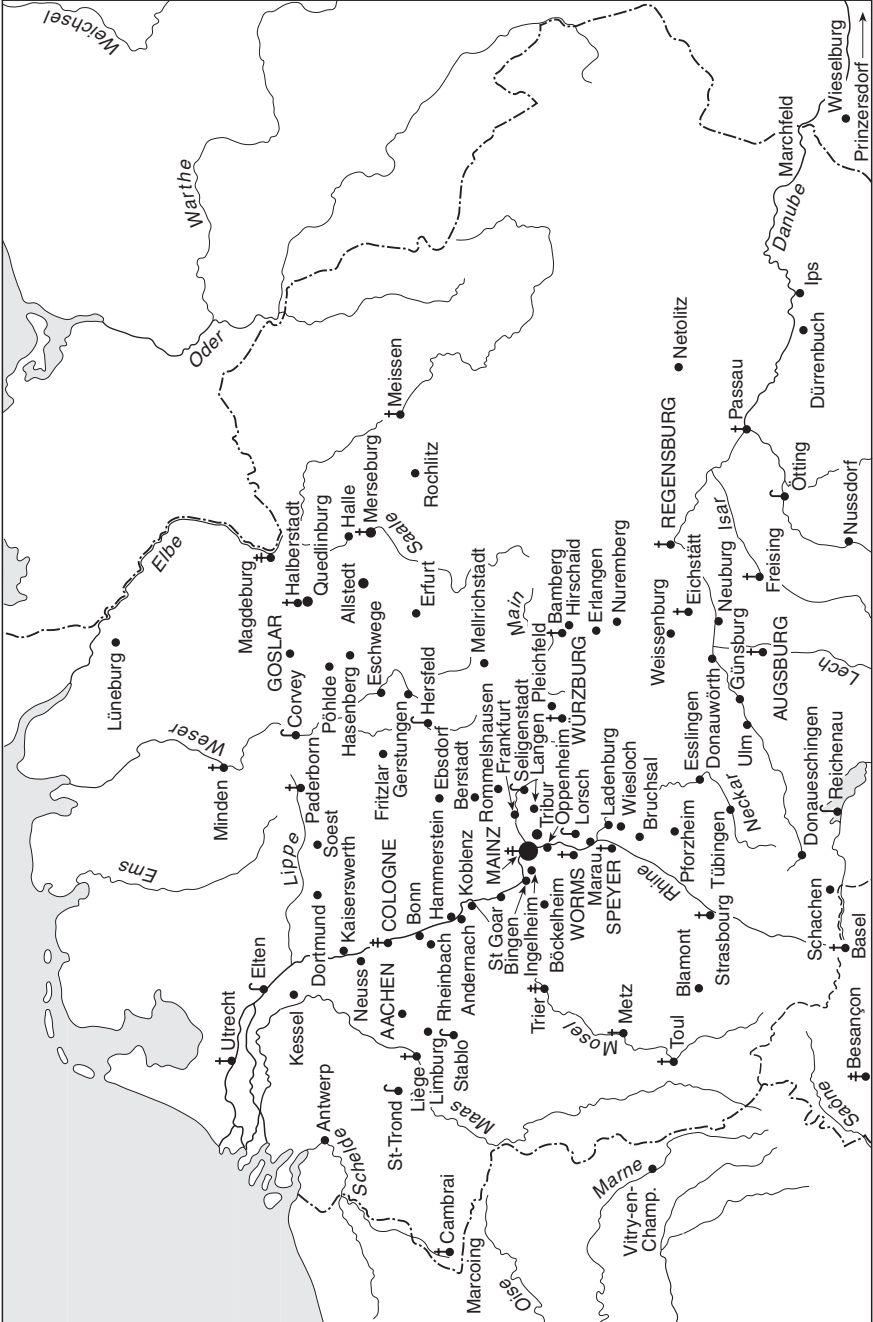 Weichsel
Warthe
Oder
Elbe
Lüneburg
Weser
Minden
Ems
Lippe
Elten
Utrecht
Kessel
Antwerp
Schelde
Cambrai
Marcoing
Oise
Magdeburg
Halberstadt
Quedlinburg
GOSLAR
Corvey
Pöhlde
Hasenberg
Allstedt
Halle
Merseburg
Saale
Meissen
Rochlitz
Erfurt
Eschwege
Gerstungen
Hersfeld
Fritzlar
Paderborn
Soest
Dortmund
Kaiserswerth
Neuss
COLOGNE
AACHEN
Bonn
Rheinbach
Hammerstein
Andernach
Koblenz
St-Trond
Liège
Limburg
Stablo
Maas
Ebsdorf
Berstadt
Rommelshausen
Mellrichstadt
Main
Frankfurt
Seligenstadt
Langen
Tribur
Oppenheim
Lorsch
MAINZ
St Goar
Bingen
Ingelheim
Böckelheim
WORMS
Marau
SPEYER
Ladenburg
Wiesloch
Bruchsal
Pleichfeld
WÜRZBURG
Bamberg
Hirschaid
Erlangen
Nuremberg
Trier
Mosel
Metz
Toul
Blamont
Strasbourg
Rhine
Pforzheim
Tübingen
Neckar
Esslingen
Donauwörth
Ulm
Günsburg
Neuburg
Weissenburg
Eichstätt
REGENSBURG
Isar
Freising
AUGSBURG
Lech
Netolitz
Passau
Ötting
Nussdorf
Dürrenbuch
Ips
Danube
Marchfeld
Wieselburg
Prinzersdorf
Donaueschingen
Reichenau
Schachen
Basel
Besançon
Saône
Marne
Vitry-en-
Champ.